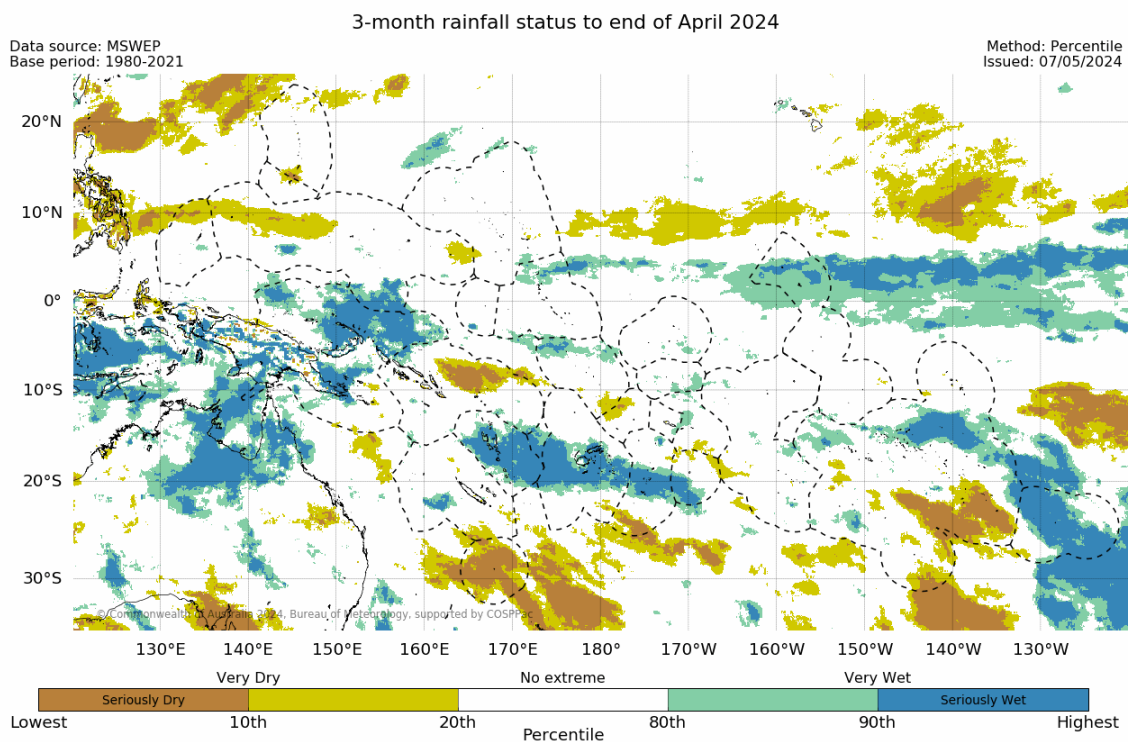 3-month rainfall status to end of April 2024
Data source: MSWEP
Base period: 1980-2021
Method: Percentile
Issued: 07/05/2024
20°N
10°N
0°
10°S
20°S
30°S
© Commonwealth of Australia 2024, Bureau of Meteorology, supported by COSPPac
130°E 140°E 150°E 160°E 170°E 180° 170°W 160°W 150°W 140°W 130°W
Very Dry No extreme Very Wet
Seriously Dry Seriously Wet
Lowest 10th 20th 80th 90th Highest
Percentile